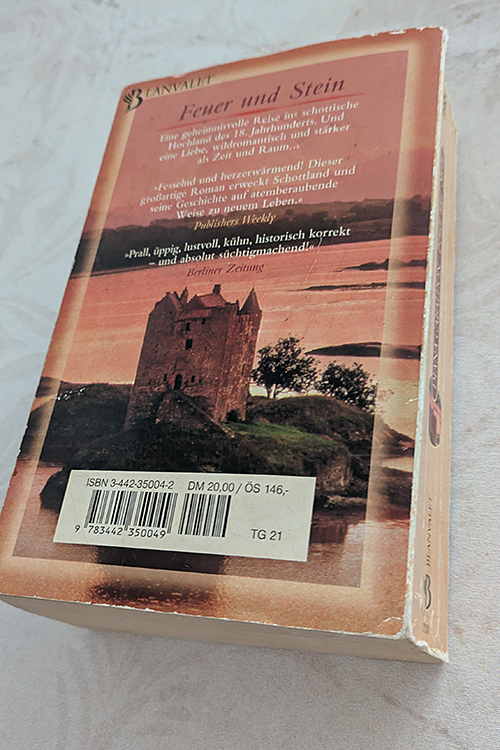 BLANVALET
Feuer und Stein
Eine geheimnisvolle Reise ins schottische
Hochland des 18. Jahrhunderts. Und
eine Liebe, wildromantisch und stärker
als Zeit und Raum...
»Fesselnd und herzerwärmend! Dieser
großartige Roman erweckt Schottland und
seine Geschichte auf atemberaubende
Weise zu neuem Leben.«
Publishers Weekly
»Prall, üppig, lustvoll, kühn, historisch korrekt
– und absolut süchtigmachend!«
Berliner Zeitung
ISBN 3-442-35004-2 DM 20,00 / ÖS 146,-
9 783442 350049
TG 21
BLANVALET